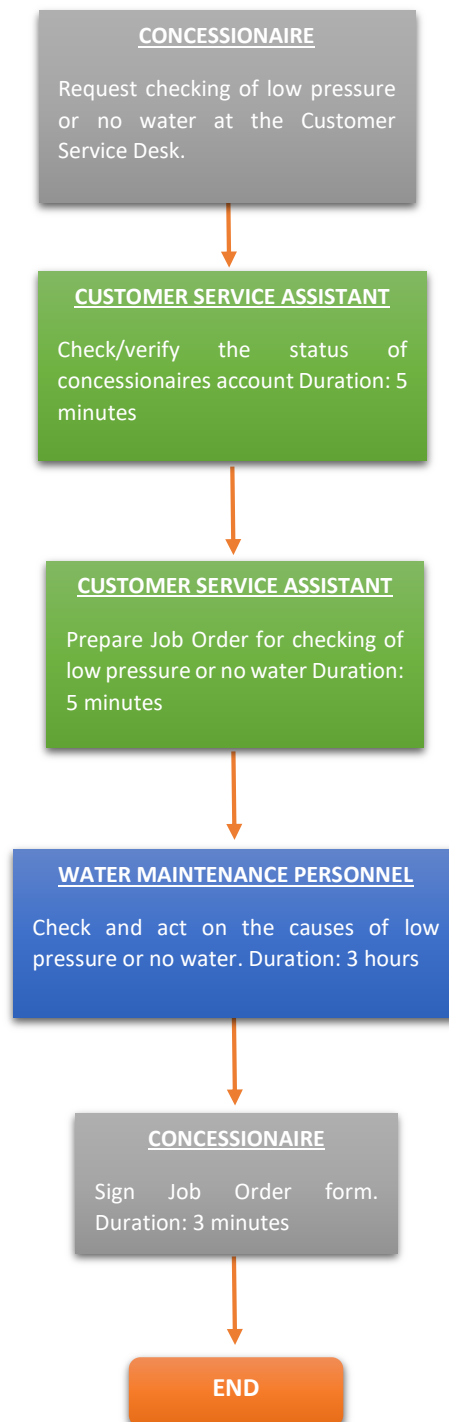 CONCESSIONAIRE
Request checking of low pressure
or no water at the Customer
Service Desk.
CUSTOMER SERVICE ASSISTANT
Check/verify the status of
concessionaires account Duration: 5
minutes
CUSTOMER SERVICE ASSISTANT
Prepare Job Order for checking of
low pressure or no water Duration:
5 minutes
WATER MAINTENANCE PERSONNEL
Check and act on the causes of low
pressure or no water. Duration: 3 hours
CONCESSIONAIRE
Sign Job Order form.
Duration: 3 minutes
END